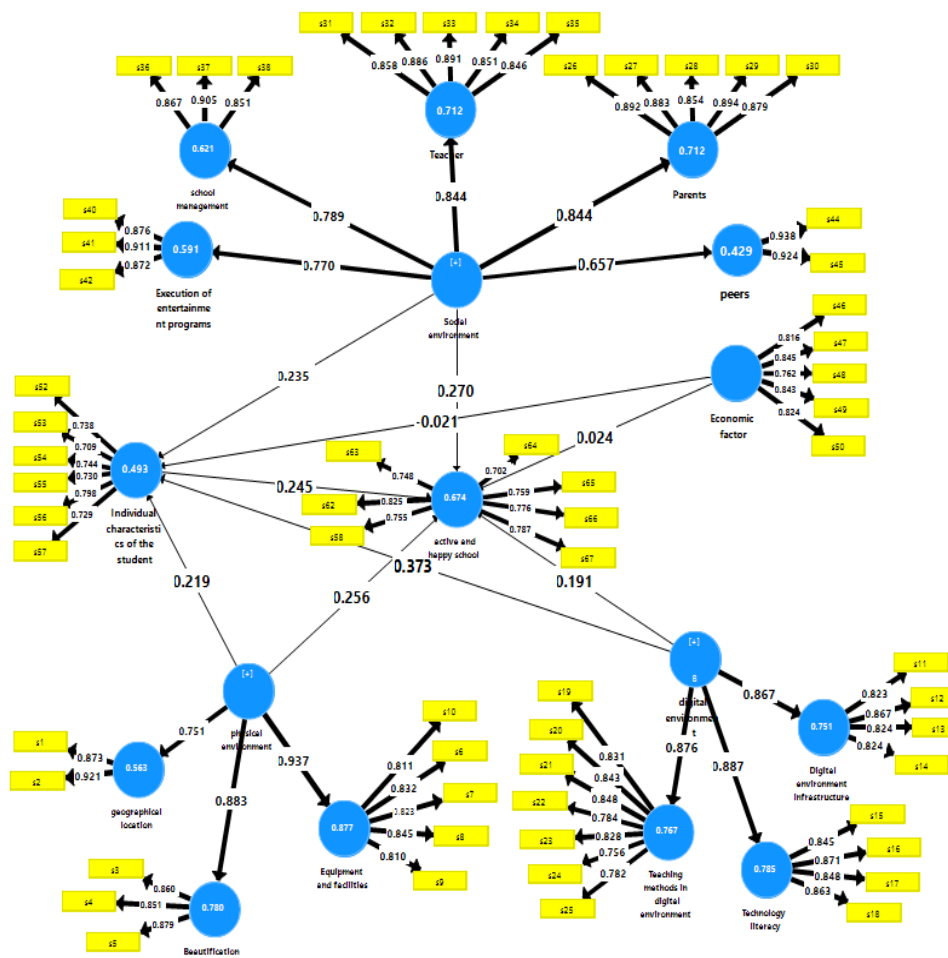 s31 s32 s33 s34 s35
0.858 0.886 0.891 0.851 0.846
s36 s37 s38
0.867 0.905 0.851
s26 s27 s28 s29 s30
0.892 0.883 0.854 0.894 0.879
0.712
Teacher
0.621
school
management
0.712
Parents
0.844
0.789
0.844
s40
s41
s42
0.876
0.911
0.872
0.591
Execution of
entertainme
nt programs
0.770
[+]
Social
environment
0.657
0.429
peers
0.938
0.924
s44
s45
0.235
0.270
-0.021
0.024
Economic
factor
0.816
0.845
0.762
0.843
0.824
s46
s47
s48
s49
s50
s52
s53
s54
s55
s56
s57
0.738
0.709
0.744
0.730
0.798
0.729
0.493
Individual
characteristi
cs of the
student
0.245
s63
s62
s58
0.748
0.825
0.755
0.674
active and
happy school
0.702
0.759
0.776
0.787
s64
s65
s66
s67
0.219
0.256
0.373
0.191
[+]
physical
environment
0.751
0.883
0.937
s1
s2
0.873
0.921
0.563
geographical
location
s3
s4
s5
0.860
0.851
0.879
0.780
Beautification
0.877
Equipment
and facilities
0.811
0.832
0.823
0.845
0.810
s10
s6
s7
s8
s9
[+]
8
digital
environmen
t
0.867
0.876
0.887
s19
s20
s21
s22
s23
s24
s25
0.831
0.843
0.848
0.784
0.828
0.756
0.782
0.767
Teaching
methods in
digital
environment
0.751
Digital
environment
infrastructure
0.823
0.867
0.824
0.824
s11
s12
s13
s14
0.785
Technology
literacy
0.845
0.871
0.848
0.863
s15
s16
s17
s18